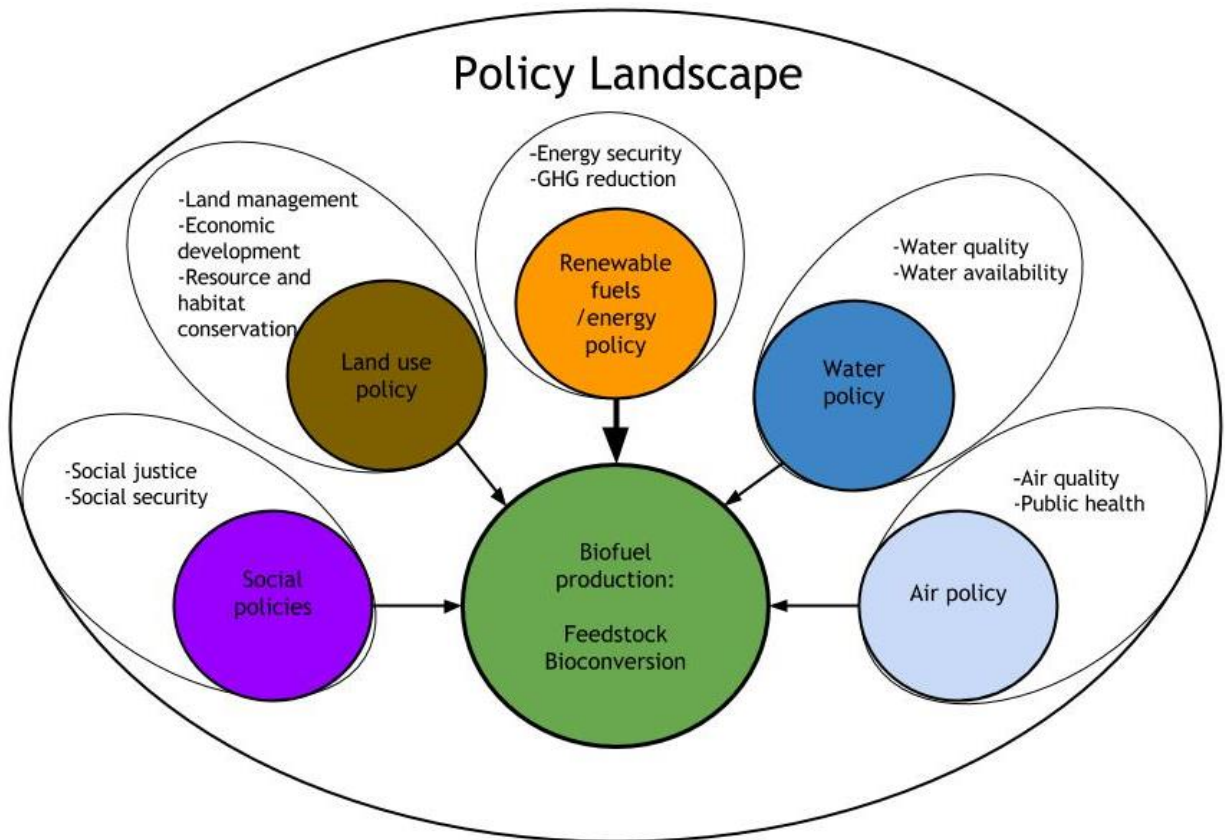 Policy Landscape
-Energy security
-GHG reduction
Renewable
fuels
/energy
policy
-Land management
-Economic
development
-Resource and
habitat
conservation
Land use
policy
-Water quality
-Water availability
Water
policy
-Social justice
-Social security
Social
policies
-Air quality
-Public health
Air policy
Biofuel
production:
Feedstock
Bioconversion